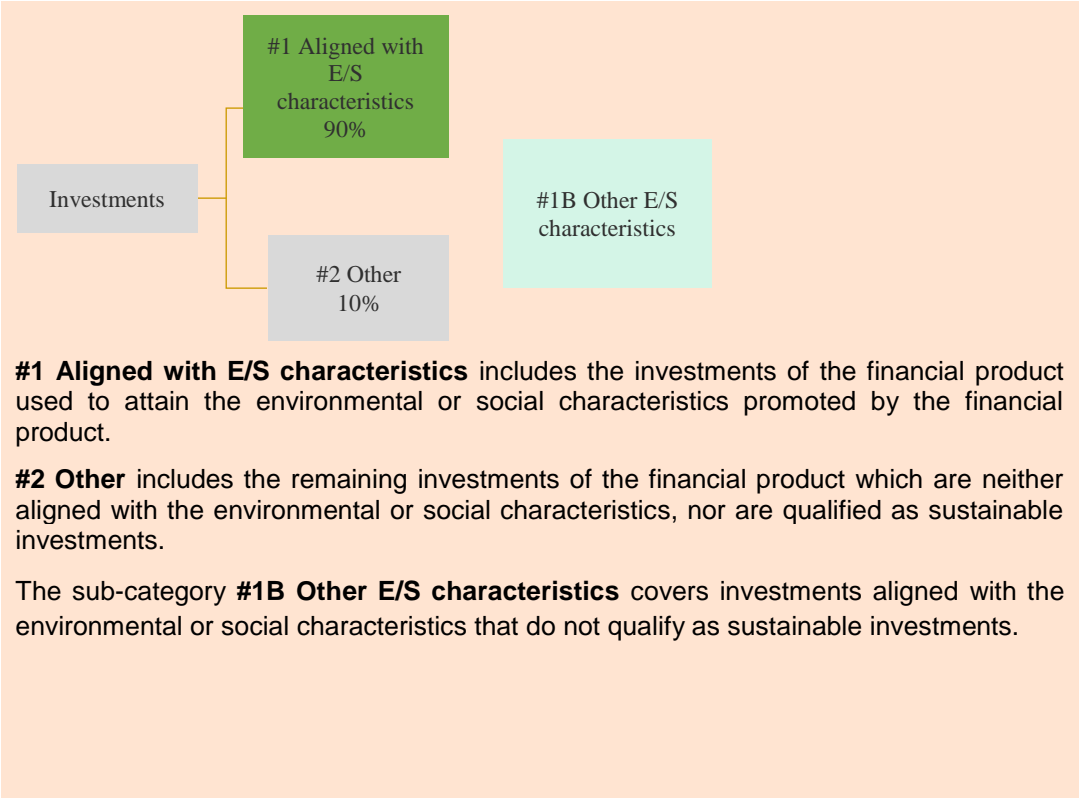 #1 Aligned with
E/S
characteristics
90%
Investments
#1B Other E/S
characteristics
#2 Other
10%
#1 Aligned with E/S characteristics includes the investments of the financial product
used to attain the environmental or social characteristics promoted by the financial
product.
#2 Other includes the remaining investments of the financial product which are neither
aligned with the environmental or social characteristics, nor are qualified as sustainable
investments.
The sub-category #1B Other E/S characteristics covers investments aligned with the
environmental or social characteristics that do not qualify as sustainable investments.